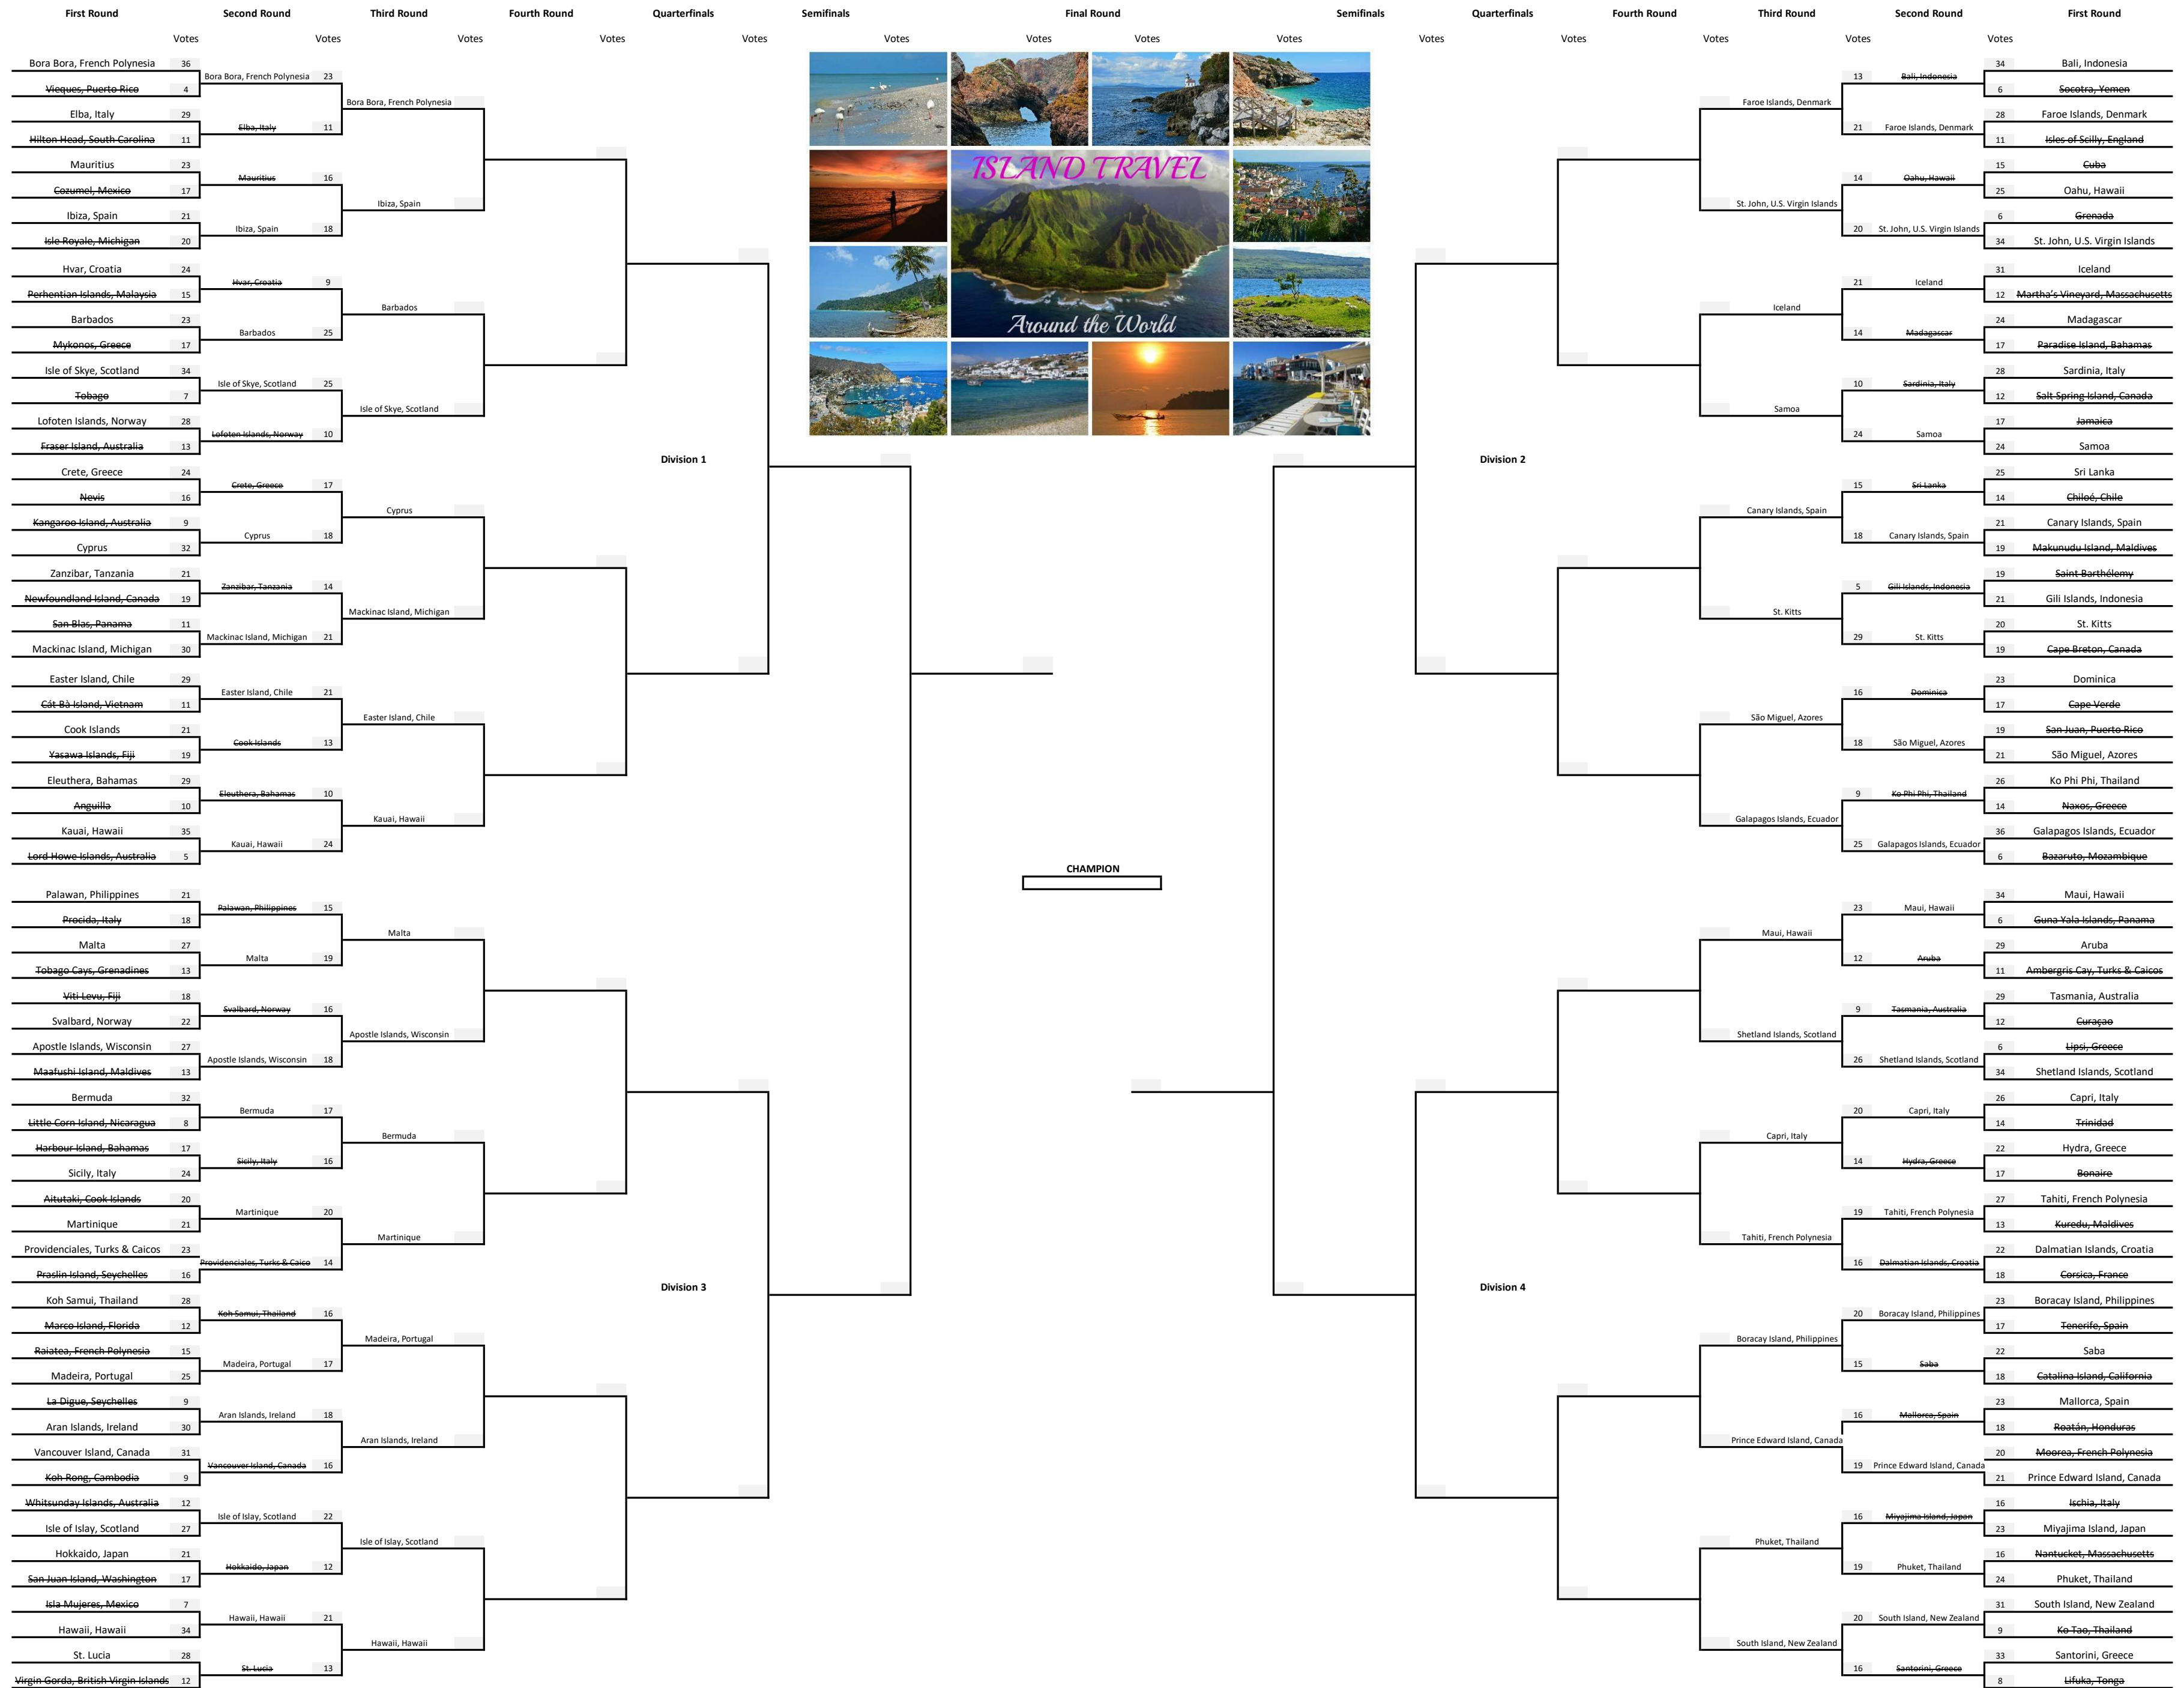 First Round Second Round Third Round Fourth Round Quarterfinals Semifinals Final Round Semifinals Quarterfinals Fourth Round Third Round Second Round First Round
Votes Votes Votes Votes Votes Votes Votes Votes Votes Votes Votes Votes Votes Votes
Bora Bora, French Polynesia 36
Bora Bora, French Polynesia 23
Vieques, Puerto Rico 4
Bora Bora, French Polynesia
Elba, Italy 29
Elba, Italy 11
Hilton Head, South Carolina 11
Mauritius 23
Mauritius 16
Cozumel, Mexico 17
Ibiza, Spain
Ibiza, Spain 21
Ibiza, Spain 18
Isle Royale, Michigan 20
Hvar, Croatia 24
Hvar, Croatia 9
Perhentian Islands, Malaysia 15
Barbados
Barbados 23
Barbados 25
Mykonos, Greece 17
Isle of Skye, Scotland 34
Isle of Skye, Scotland 25
Tobago 7
Isle of Skye, Scotland
Lofoten Islands, Norway 28
Lofoten Islands, Norway 10
Fraser Island, Australia 13
Division 1
Crete, Greece 24
Crete, Greece 17
Nevis 16
Cyprus
Kangaroo Island, Australia 9
Cyprus 18
Cyprus 32
Zanzibar, Tanzania 21
Zanzibar, Tanzania 14
Newfoundland Island, Canada 19
Mackinac Island, Michigan
San Blas, Panama 11
Mackinac Island, Michigan 21
Mackinac Island, Michigan 30
Easter Island, Chile 29
Easter Island, Chile 21
Cát Bà Island, Vietnam 11
Easter Island, Chile
Cook Islands 21
Cook Islands 13
Yasawa Islands, Fiji 19
Eleuthera, Bahamas 29
Eleuthera, Bahamas 10
Anguilla 10
Kauai, Hawaii
Kauai, Hawaii 35
Kauai, Hawaii 24
Lord Howe Islands, Australia 5
Palawan, Philippines 21
Palawan, Philippines 15
Procida, Italy 18
Malta
Malta 27
Malta 19
Tobago Cays, Grenadines 13
Viti Levu, Fiji 18
Svalbard, Norway 16
Svalbard, Norway 22
Apostle Islands, Wisconsin
Apostle Islands, Wisconsin 27
Apostle Islands, Wisconsin 18
Maafushi Island, Maldives 13
Bermuda 32
Bermuda 17
Little Corn Island, Nicaragua 8
Bermuda
Harbour Island, Bahamas 17
Sicily, Italy 16
Sicily, Italy 24
Aitutaki, Cook Islands 20
Martinique 20
Martinique 21
Martinique
Providenciales, Turks & Caicos 23
Providenciales, Turks & Caico 14
Praslin Island, Seychelles 16
Division 3
Koh Samui, Thailand 28
Koh Samui, Thailand 16
Marco Island, Florida 12
Madeira, Portugal
Raiatea, French Polynesia 15
Madeira, Portugal 17
Madeira, Portugal 25
La Digue, Seychelles 9
Aran Islands, Ireland 18
Aran Islands, Ireland 30
Aran Islands, Ireland
Vancouver Island, Canada 31
Vancouver Island, Canada 16
Koh Rong, Cambodia 9
Whitsunday Islands, Australia 12
Isle of Islay, Scotland 22
Isle of Islay, Scotland 27
Isle of Islay, Scotland
Hokkaido, Japan 21
Hokkaido, Japan 12
San Juan Island, Washington 17
Isla Mujeres, Mexico 7
Hawaii, Hawaii 21
Hawaii, Hawaii 34
Hawaii, Hawaii
St. Lucia 28
St. Lucia 13
Virgin Gorda, British Virgin Islands 12
ISLAND TRAVEL
Around the World
CHAMPION
34 Bali, Indonesia
13 Bali, Indonesia
6 Socotra, Yemen
Faroe Islands, Denmark
28 Faroe Islands, Denmark
21 Faroe Islands, Denmark
11 Isles of Scilly, England
15 Cuba
14 Oahu, Hawaii
25 Oahu, Hawaii
St. John, U.S. Virgin Islands
6 Grenada
20 St. John, U.S. Virgin Islands
34 St. John, U.S. Virgin Islands
31 Iceland
21 Iceland
12 Martha's Vineyard, Massachusetts
Iceland
24 Madagascar
14 Madagascar
17 Paradise Island, Bahamas
28 Sardinia, Italy
10 Sardinia, Italy
12 Salt Spring Island, Canada
Samoa
17 Jamaica
24 Samoa
24 Samoa
Division 2
25 Sri Lanka
15 Sri Lanka
14 Chiloé, Chile
Canary Islands, Spain
21 Canary Islands, Spain
18 Canary Islands, Spain
19 Makunudu Island, Maldives
19 Saint Barthélemy
5 Gili Islands, Indonesia
21 Gili Islands, Indonesia
St. Kitts
20 St. Kitts
29 St. Kitts
19 Cape Breton, Canada
23 Dominica
16 Dominica
17 Cape Verde
São Miguel, Azores
19 San Juan, Puerto Rico
18 São Miguel, Azores
21 São Miguel, Azores
26 Ko Phi Phi, Thailand
9 Ko Phi Phi, Thailand
14 Naxos, Greece
Galapagos Islands, Ecuador
36 Galapagos Islands, Ecuador
25 Galapagos Islands, Ecuador
6 Bazaruto, Mozambique
34 Maui, Hawaii
23 Maui, Hawaii
6 Guna Yala Islands, Panama
Maui, Hawaii
29 Aruba
12 Aruba
11 Ambergris Cay, Turks & Caicos
29 Tasmania, Australia
9 Tasmania, Australia
12 Curaçao
Shetland Islands, Scotland
6 Lipsi, Greece
26 Shetland Islands, Scotland
34 Shetland Islands, Scotland
26 Capri, Italy
20 Capri, Italy
14 Trinidad
Capri, Italy
22 Hydra, Greece
14 Hydra, Greece
17 Bonaire
27 Tahiti, French Polynesia
19 Tahiti, French Polynesia
13 Kuredu, Maldives
Tahiti, French Polynesia
22 Dalmatian Islands, Croatia
16 Dalmatian Islands, Croatia
18 Corsica, France
Division 4
23 Boracay Island, Philippines
20 Boracay Island, Philippines
17 Tenerife, Spain
Boracay Island, Philippines
22 Saba
15 Saba
18 Catalina Island, California
23 Mallorca, Spain
16 Mallorca, Spain
18 Roatán, Honduras
Prince Edward Island, Canada
20 Moorea, French Polynesia
19 Prince Edward Island, Canada
21 Prince Edward Island, Canada
16 Ischia, Italy
16 Miyajima Island, Japan
23 Miyajima Island, Japan
Phuket, Thailand
16 Nantucket, Massachusetts
19 Phuket, Thailand
24 Phuket, Thailand
31 South Island, New Zealand
20 South Island, New Zealand
9 Ko Tao, Thailand
South Island, New Zealand
33 Santorini, Greece
16 Santorini, Greece
8 Lifuka, Tonga